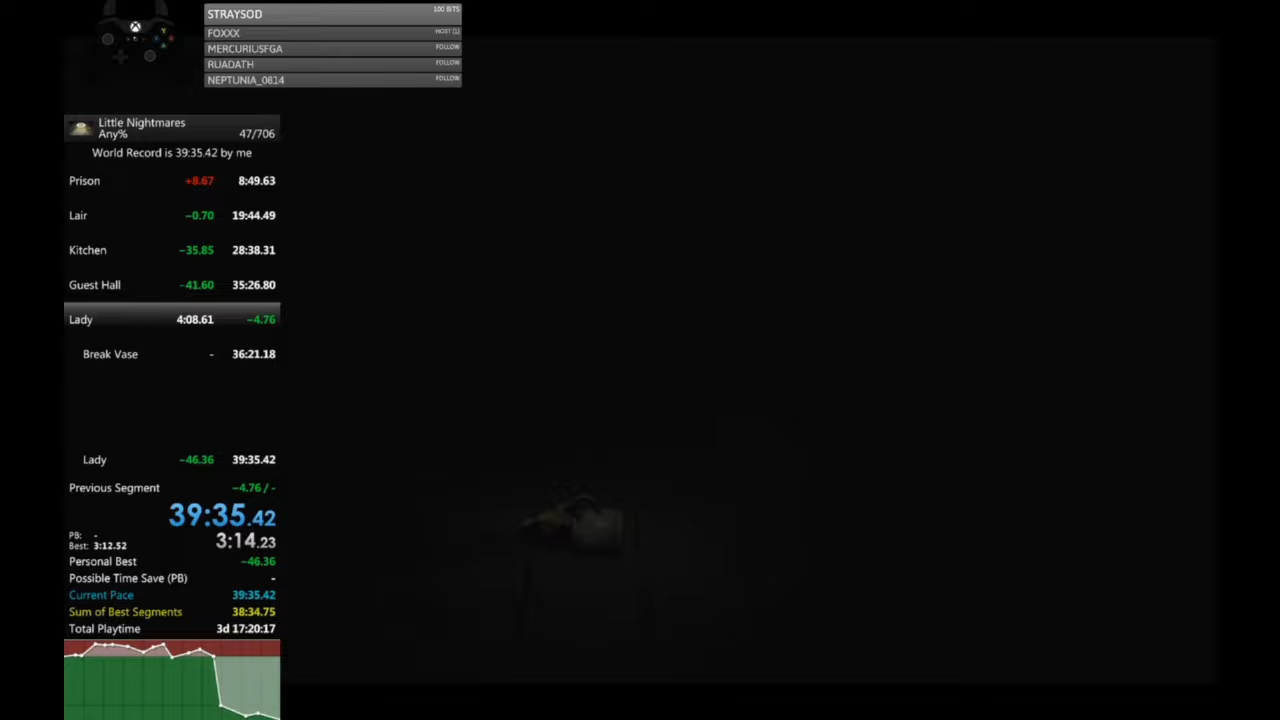 STRAYSOD 100 BITS
FOXXX HOST (1)
MERCURIUSFGA FOLLOW
RUADATH FOLLOW
NEPTUNIA_0814 FOLLOW
Little Nightmares
Any% 47/706
World Record is 39:35.42 by me
Prison +8.67 8:49.63
Lair −0.70 19:44.49
Kitchen −35.85 28:38.31
Guest Hall −41.60 35:26.80
Lady 4:08.61 −4.76
Break Vase - 36:21.18
Lady −46.36 39:35.42
Previous Segment −4.76 / -
39:35.42
PB: -
Best: 3:12.52 3:14.23
Personal Best −46.36
Possible Time Save (PB) -
Current Pace 39:35.42
Sum of Best Segments 38:34.75
Total Playtime 3d 17:20:17